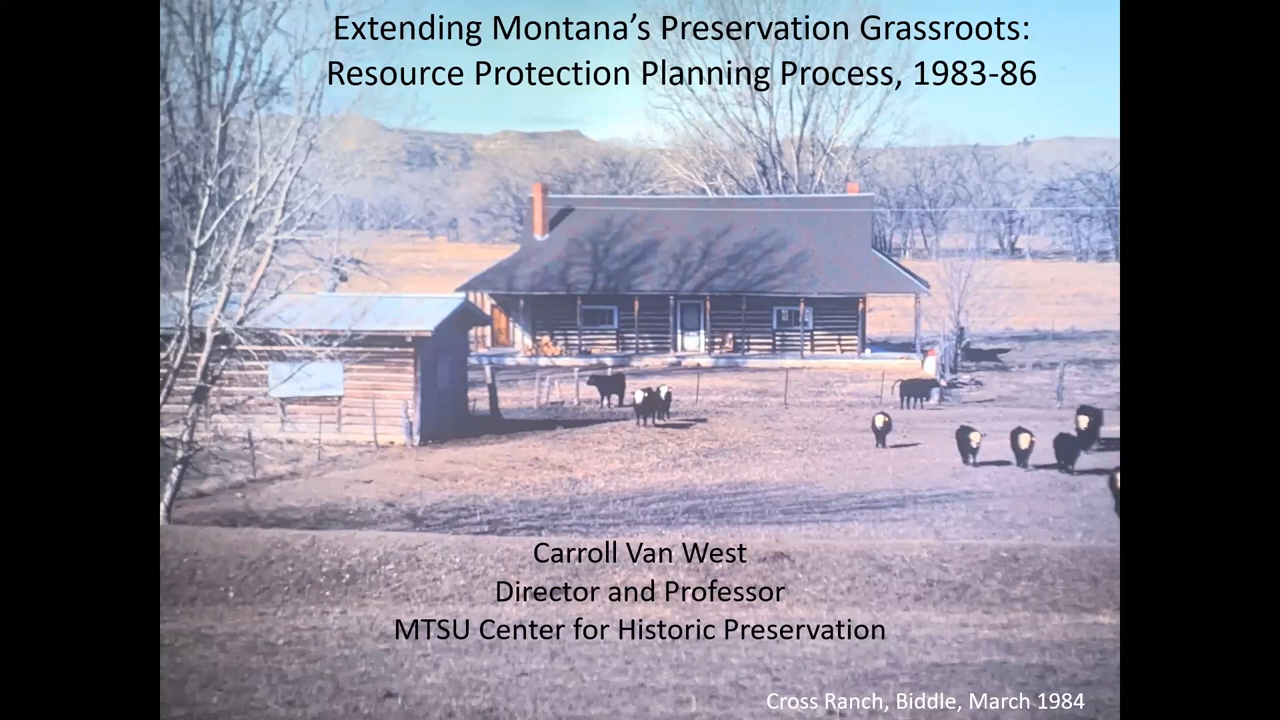 Extending Montana’s Preservation Grassroots:
Resource Protection Planning Process, 1983-86
Carroll Van West
Director and Professor
MTSU Center for Historic Preservation
Cross Ranch, Biddle, March 1984